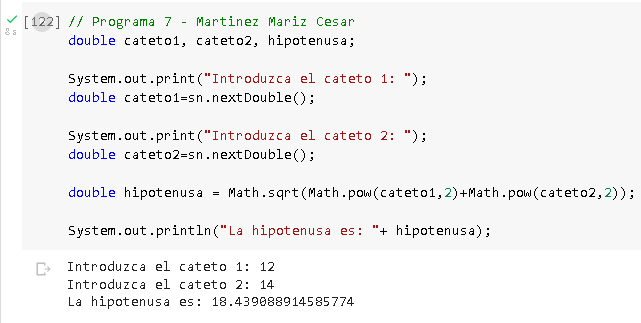 [122] // Programa 7 - Martinez Mariz Cesar
8s
double cateto1, cateto2, hipotenusa;
System.out.print("Introduzca el cateto 1: ");
double cateto1=sn.nextDouble();
System.out.print("Introduzca el cateto 2: ");
double cateto2=sn.nextDouble();
double hipotenusa = Math.sqrt(Math.pow(cateto1,2)+Math.pow(cateto2,2));
System.out.println("La hipotenusa es: "+ hipotenusa);
Introduzca el cateto 1: 12
Introduzca el cateto 2: 14
La hipotenusa es: 18.439088914585774